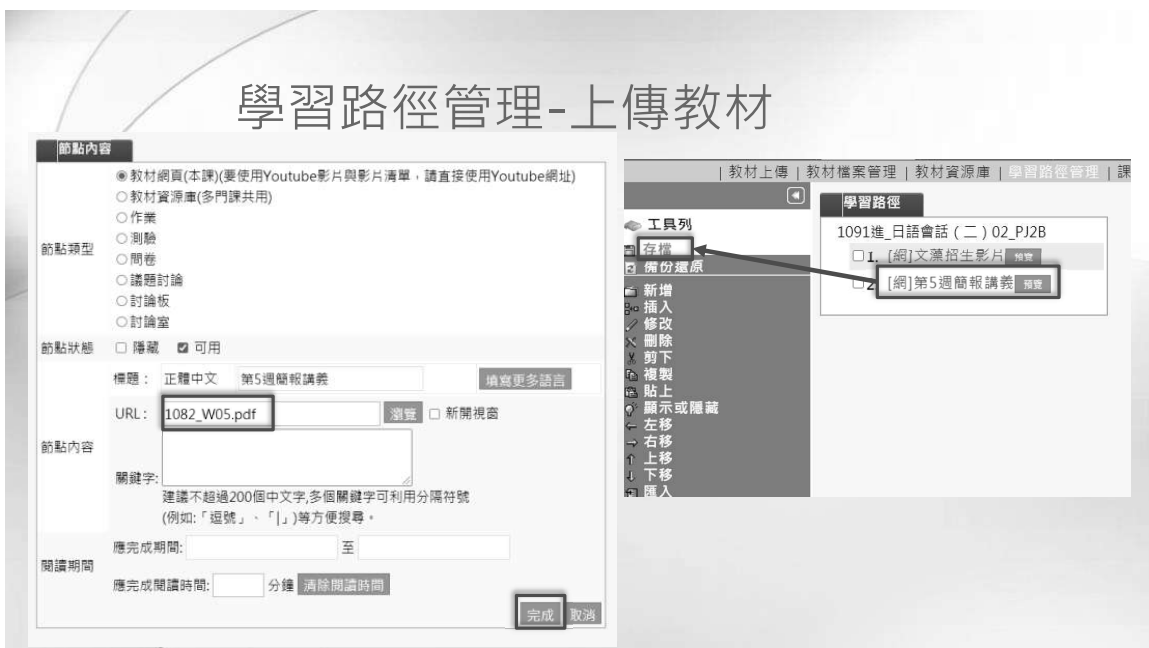 學習路徑管理-上傳教材
節點內容
節點類型
教材網頁(本課)(要使用Youtube影片與影片清單，請直接使用Youtube網址)
教材資源庫(多門課共用)
作業
測驗
問卷
議題討論
討論板
討論室
節點狀態 隱藏 可用
節點內容
標題： 正體中文 第5週簡報講義 填寫更多語言
URL： 1082_W05.pdf 瀏覽 新開視窗
關鍵字:
建議不超過200個中文字,多個關鍵字可利用分隔符號
(例如:「逗號」、「|」)等方便搜尋。
閱讀期間
應完成期間: 至
應完成閱讀時間: 分鐘 清除閱讀時間
完成 取消
| 教材上傳 | 教材檔案管理 | 教材資源庫 | 學習路徑管理 | 課
工具列
存檔
備份還原
新增
插入
修改
刪除
剪下
複製
貼上
顯示或隱藏
左移
右移
上移
下移
匯入
學習路徑
1091進_日語會話（二）02_PJ2B
1. [網]文藻招生影片 預覽
2. [網]第5週簡報講義 預覽